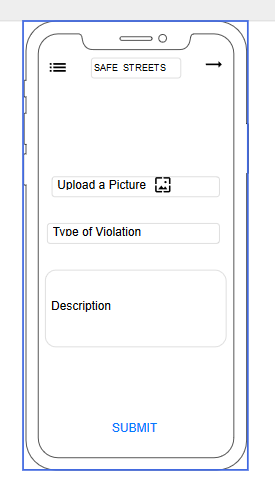 SAFE STREETS
Upload a Picture
Type of Violation
Description
SUBMIT